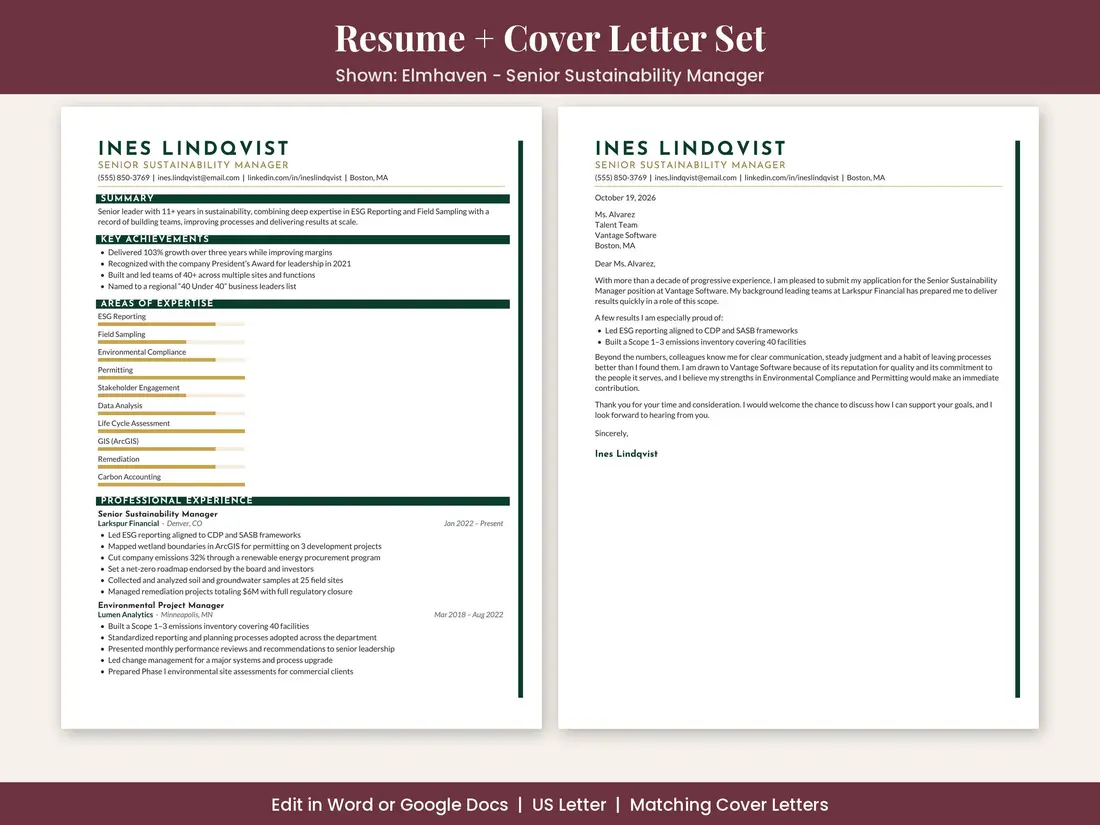 Resume + Cover Letter Set
Shown: Elmhaven - Senior Sustainability Manager
INES LINDQVIST
SENIOR SUSTAINABILITY MANAGER
(555) 850-3769 | ines.lindqvist@email.com | linkedin.com/in/ineslindqvist | Boston, MA
SUMMARY
Senior leader with 11+ years in sustainability, combining deep expertise in ESG Reporting and Field Sampling with a
record of building teams, improving processes and delivering results at scale.
KEY ACHIEVEMENTS
• Delivered 103% growth over three years while improving margins
• Recognized with the company President's Award for leadership in 2021
• Built and led teams of 40+ across multiple sites and functions
• Named to a regional "40 Under 40" business leaders list
AREAS OF EXPERTISE
ESG Reporting
Field Sampling
Environmental Compliance
Permitting
Stakeholder Engagement
Data Analysis
Life Cycle Assessment
GIS (ArcGIS)
Remediation
Carbon Accounting
PROFESSIONAL EXPERIENCE
Senior Sustainability Manager
Larkspur Financial - Denver, CO Jan 2022 – Present
• Led ESG reporting aligned to CDP and SASB frameworks
• Mapped wetland boundaries in ArcGIS for permitting on 3 development projects
• Cut company emissions 32% through a renewable energy procurement program
• Set a net-zero roadmap endorsed by the board and investors
• Collected and analyzed soil and groundwater samples at 25 field sites
• Managed remediation projects totaling $6M with full regulatory closure
Environmental Project Manager
Lumen Analytics - Minneapolis, MN Mar 2018 – Aug 2022
• Built a Scope 1–3 emissions inventory covering 40 facilities
• Standardized reporting and planning processes adopted across the department
• Presented monthly performance reviews and recommendations to senior leadership
• Led change management for a major systems and process upgrade
• Prepared Phase I environmental site assessments for commercial clients
INES LINDQVIST
SENIOR SUSTAINABILITY MANAGER
(555) 850-3769 | ines.lindqvist@email.com | linkedin.com/in/ineslindqvist | Boston, MA
October 19, 2026
Ms. Alvarez
Talent Team
Vantage Software
Boston, MA
Dear Ms. Alvarez,
With more than a decade of progressive experience, I am pleased to submit my application for the Senior Sustainability
Manager position at Vantage Software. My background leading teams at Larkspur Financial has prepared me to deliver
results quickly in a role of this scope.
A few results I am especially proud of:
• Led ESG reporting aligned to CDP and SASB frameworks
• Built a Scope 1–3 emissions inventory covering 40 facilities
Beyond the numbers, colleagues know me for clear communication, steady judgment and a habit of leaving processes
better than I found them. I am drawn to Vantage Software because of its reputation for quality and its commitment to
the people it serves, and I believe my strengths in Environmental Compliance and Permitting would make an immediate
contribution.
Thank you for your time and consideration. I would welcome the chance to discuss how I can support your goals, and I
look forward to hearing from you.
Sincerely,
Ines Lindqvist
Edit in Word or Google Docs | US Letter | Matching Cover Letters